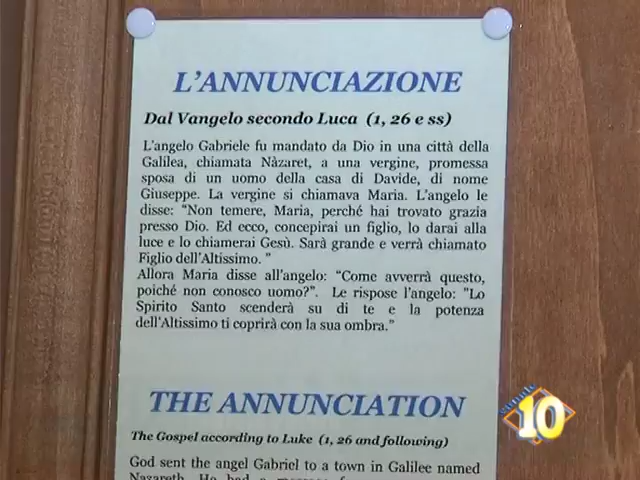 L'ANNUNCIAZIONE
Dal Vangelo secondo Luca (1, 26 e ss)
L'angelo Gabriele fu mandato da Dio in una città della
Galilea, chiamata Nàzaret, a una vergine, promessa
sposa di un uomo della casa di Davide, di nome
Giuseppe. La vergine si chiamava Maria. L'angelo le
disse: "Non temere, Maria, perché hai trovato grazia
presso Dio. Ed ecco, concepirai un figlio, lo darai alla
luce e lo chiamerai Gesù. Sarà grande e verrà chiamato
Figlio dell'Altissimo. "
Allora Maria disse all'angelo: "Come avverrà questo,
poiché non conosco uomo?". Le rispose l'angelo: "Lo
Spirito Santo scenderà su di te e la potenza
dell'Altissimo ti coprirà con la sua ombra."
THE ANNUNCIATION
The Gospel according to Luke (1, 26 and following)
God sent the angel Gabriel to a town in Galilee named
Nazareth. He had a
10